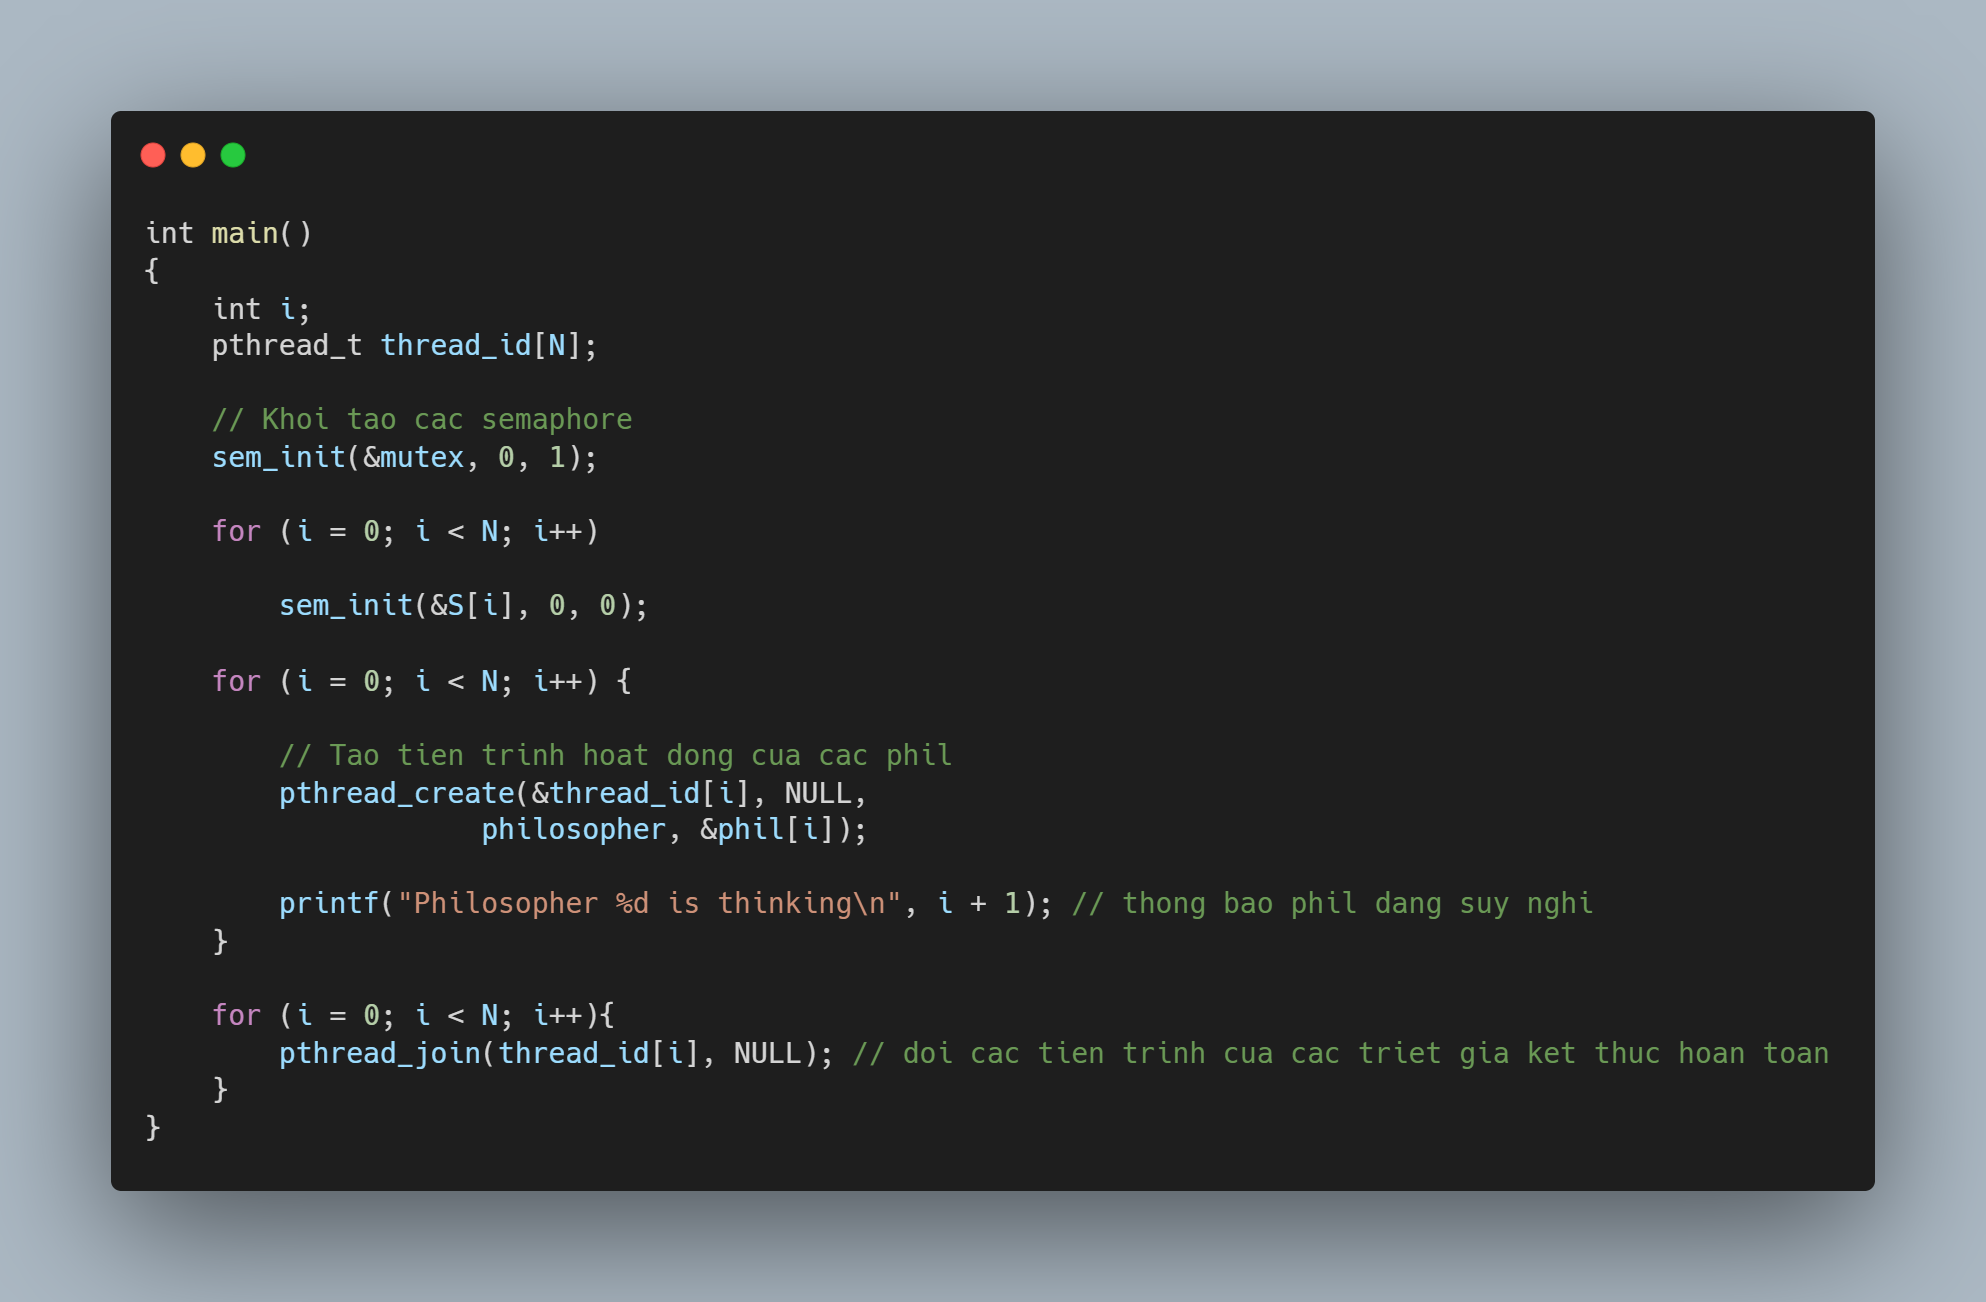 int main()
{
    int i;
    pthread_t thread_id[N];

    // Khoi tao cac semaphore
    sem_init(&mutex, 0, 1);

    for (i = 0; i < N; i++)

        sem_init(&S[i], 0, 0);

    for (i = 0; i < N; i++) {

        // Tao tien trinh hoat dong cua cac phil
        pthread_create(&thread_id[i], NULL,
                    philosopher, &phil[i]);

        printf("Philosopher %d is thinking\n", i + 1); // thong bao phil dang suy nghi
    }

    for (i = 0; i < N; i++){
        pthread_join(thread_id[i], NULL); // doi cac tien trinh cua cac triet gia ket thuc hoan toan
    }
}